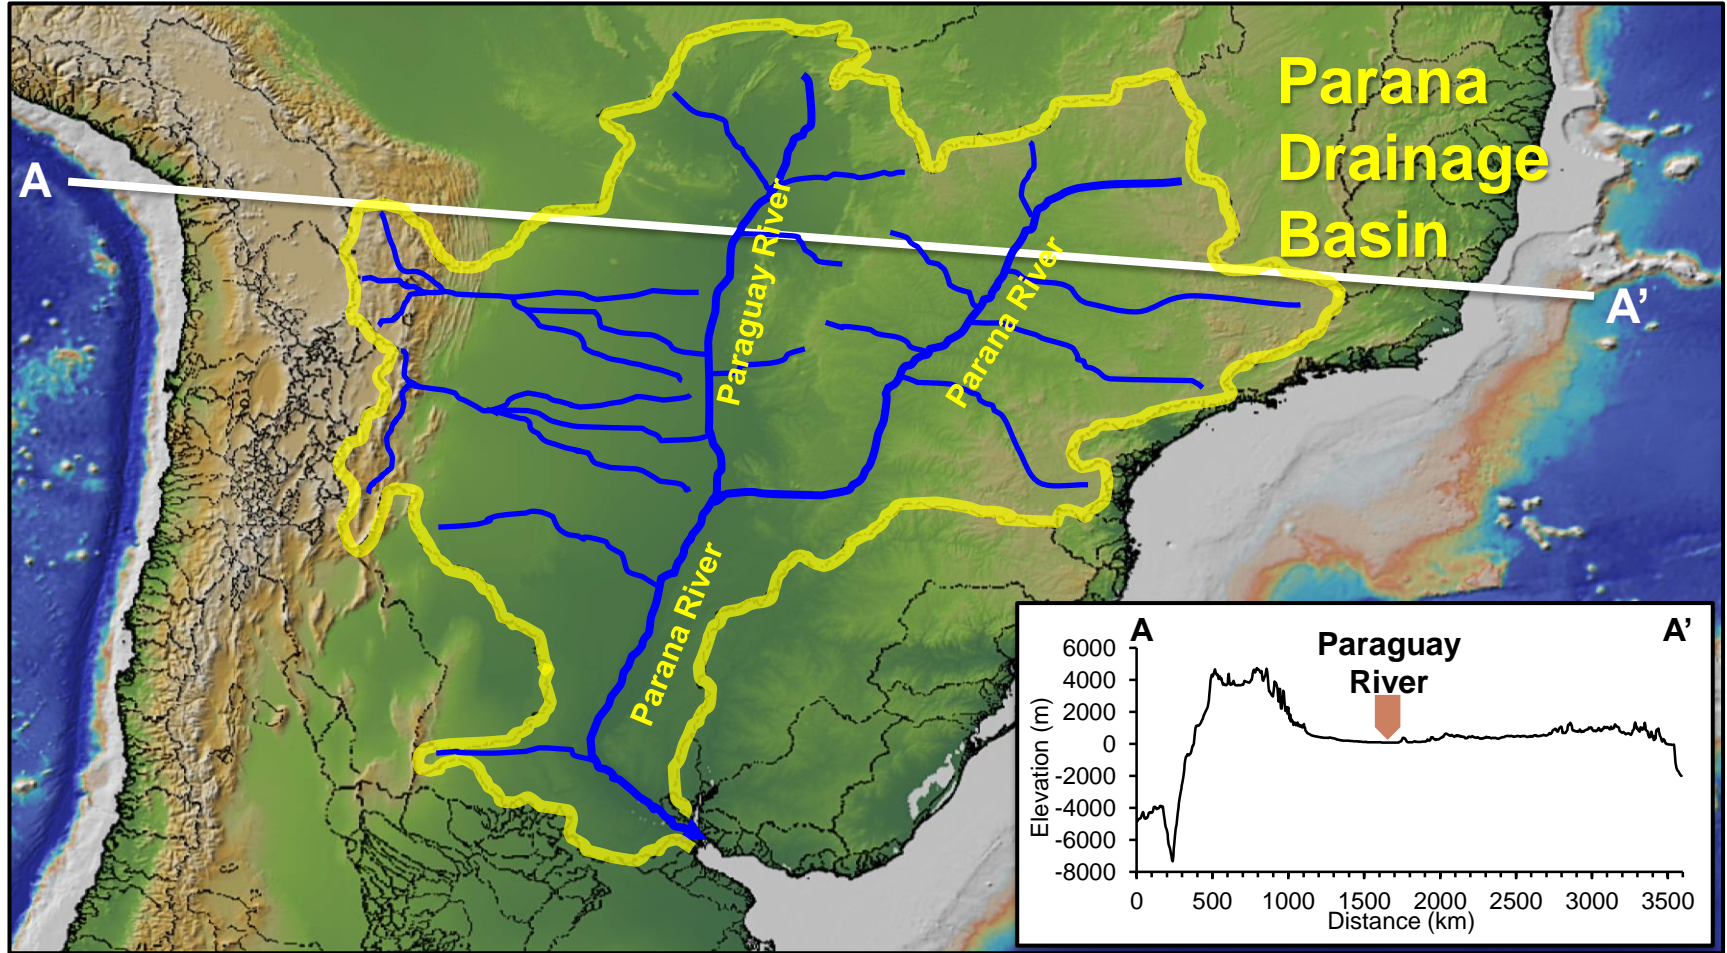 Parana
Drainage
Basin
A
A’
Paraguay River
Parana River
Parana River
A
A’
Paraguay
River
6000
4000
2000
0
-2000
-4000
-6000
-8000
Elevation (m)
0 500 1000 1500 2000 2500 3000 3500
Distance (km)